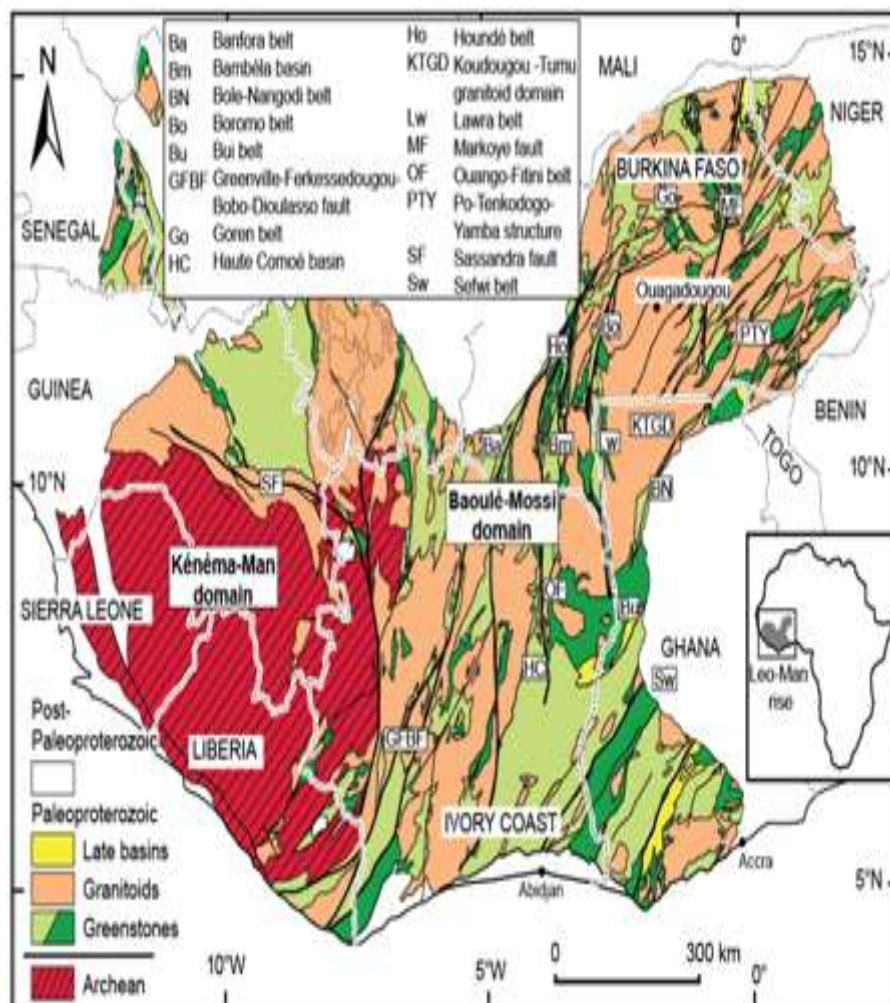 Ba Banfora belt
Bm Bambéla basin
BN Bole-Nangodi belt
Bo Boromo belt
Bu Bui belt
GFBF Greenville-Ferkessedougou-
Bobo-Dioulasso fault
Go Goren belt
HC Haute Comoé basin
Ho Houndé belt
KTGD Koudougou -Tumu
granitoid domain
Lw Lawra belt
MF Markoye fault
OF Ouango-Fitini belt
PTY Po-Tenkodogo-
Yamba structure
SF Sassandra fault
Sw Sefwi belt
0°
15°N
N
MALI
NIGER
BURKINA FASO
Go
MF
SENEGAL
Ouagadougou
Bo
PTY
Ho
GUINEA
BENIN
KTGD
TOGO
Ba
Bm
Lw
10°N
10°N
SF
BN
Baoulé-Mossi
domain
Kénéma-Man
domain
OF
Bu
SIERRA LEONE
GHANA
HC
Sw
Leo-Man
rise
Post-
Paleoproterozoic
LIBERIA
GFBF
Paleoproterozoic
Late basins
IVORY COAST
Granitoids
Accra
Abidjan
5°N
Greenstones
0 300 km
Archean
10°W
5°W
0°